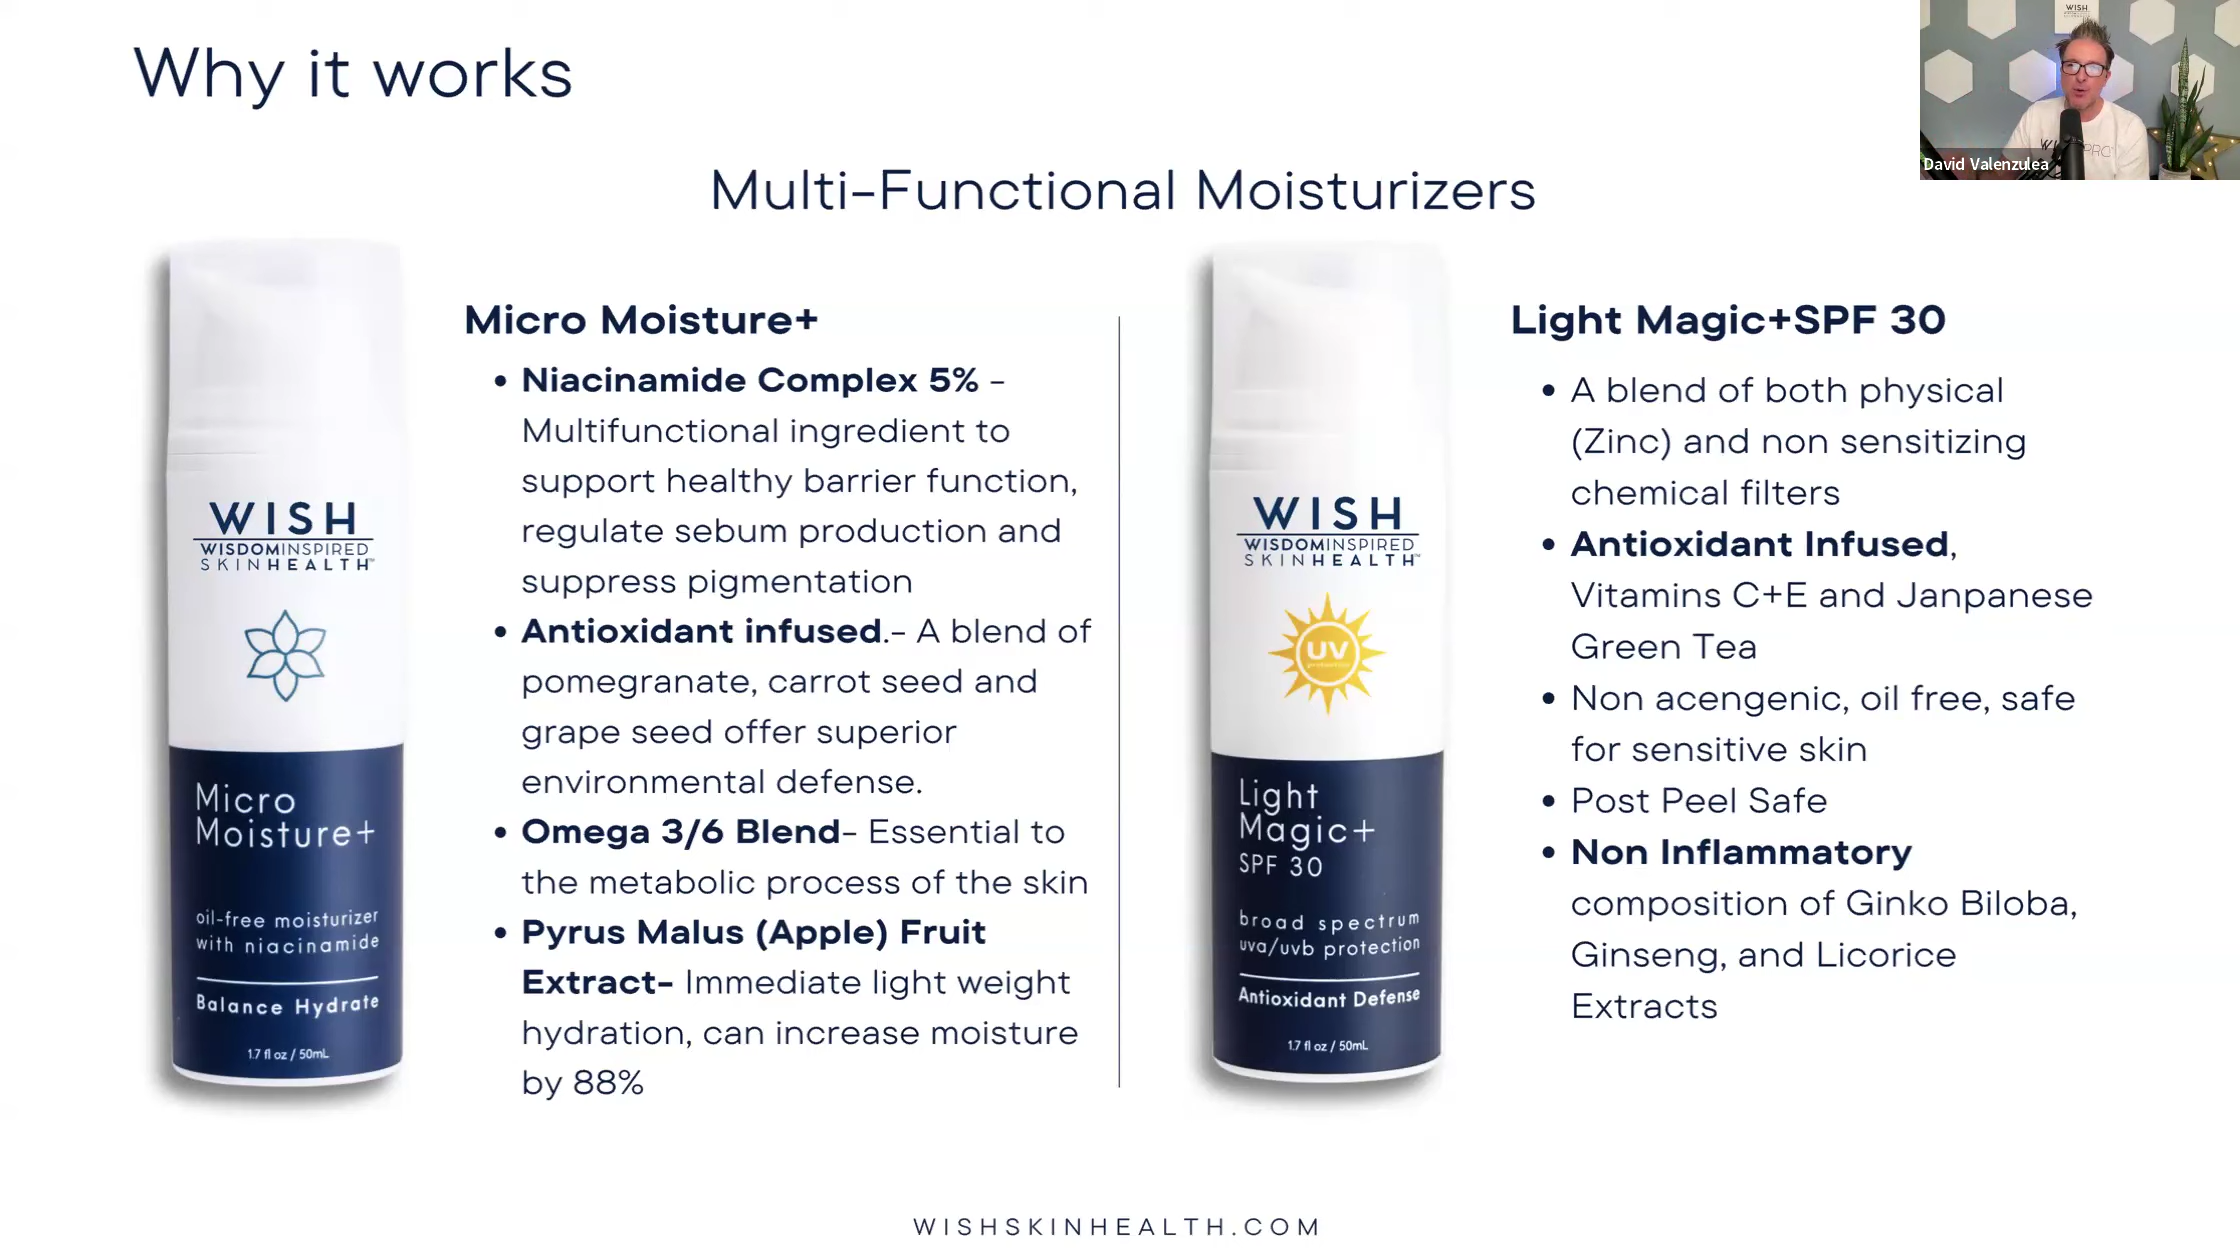 Why it works
Multi-Functional Moisturizers
WISH
WISDOMINSPIRED
SKINHEALTH™
Micro
Moisture+
oil-free moisturizer
with niacinamide
Balance Hydrate
1.7 fl oz / 50mL
Micro Moisture+
• Niacinamide Complex 5% -
Multifunctional ingredient to
support healthy barrier function,
regulate sebum production and
suppress pigmentation
• Antioxidant infused.- A blend of
pomegranate, carrot seed and
grape seed offer superior
environmental defense.
• Omega 3/6 Blend- Essential to
the metabolic process of the skin
• Pyrus Malus (Apple) Fruit
Extract- Immediate light weight
hydration, can increase moisture
by 88%
WISH
WISDOMINSPIRED
SKINHEALTH™
UV
protection
Light
Magic+
SPF 30
broad spectrum
uva/uvb protection
Antioxidant Defense
1.7 fl oz / 50mL
Light Magic+SPF 30
• A blend of both physical
(Zinc) and non sensitizing
chemical filters
• Antioxidant Infused,
Vitamins C+E and Janpanese
Green Tea
• Non acengenic, oil free, safe
for sensitive skin
• Post Peel Safe
• Non Inflammatory
composition of Ginko Biloba,
Ginseng, and Licorice
Extracts
WISH
David Valenzulea
WISHSKINHEALTH.COM